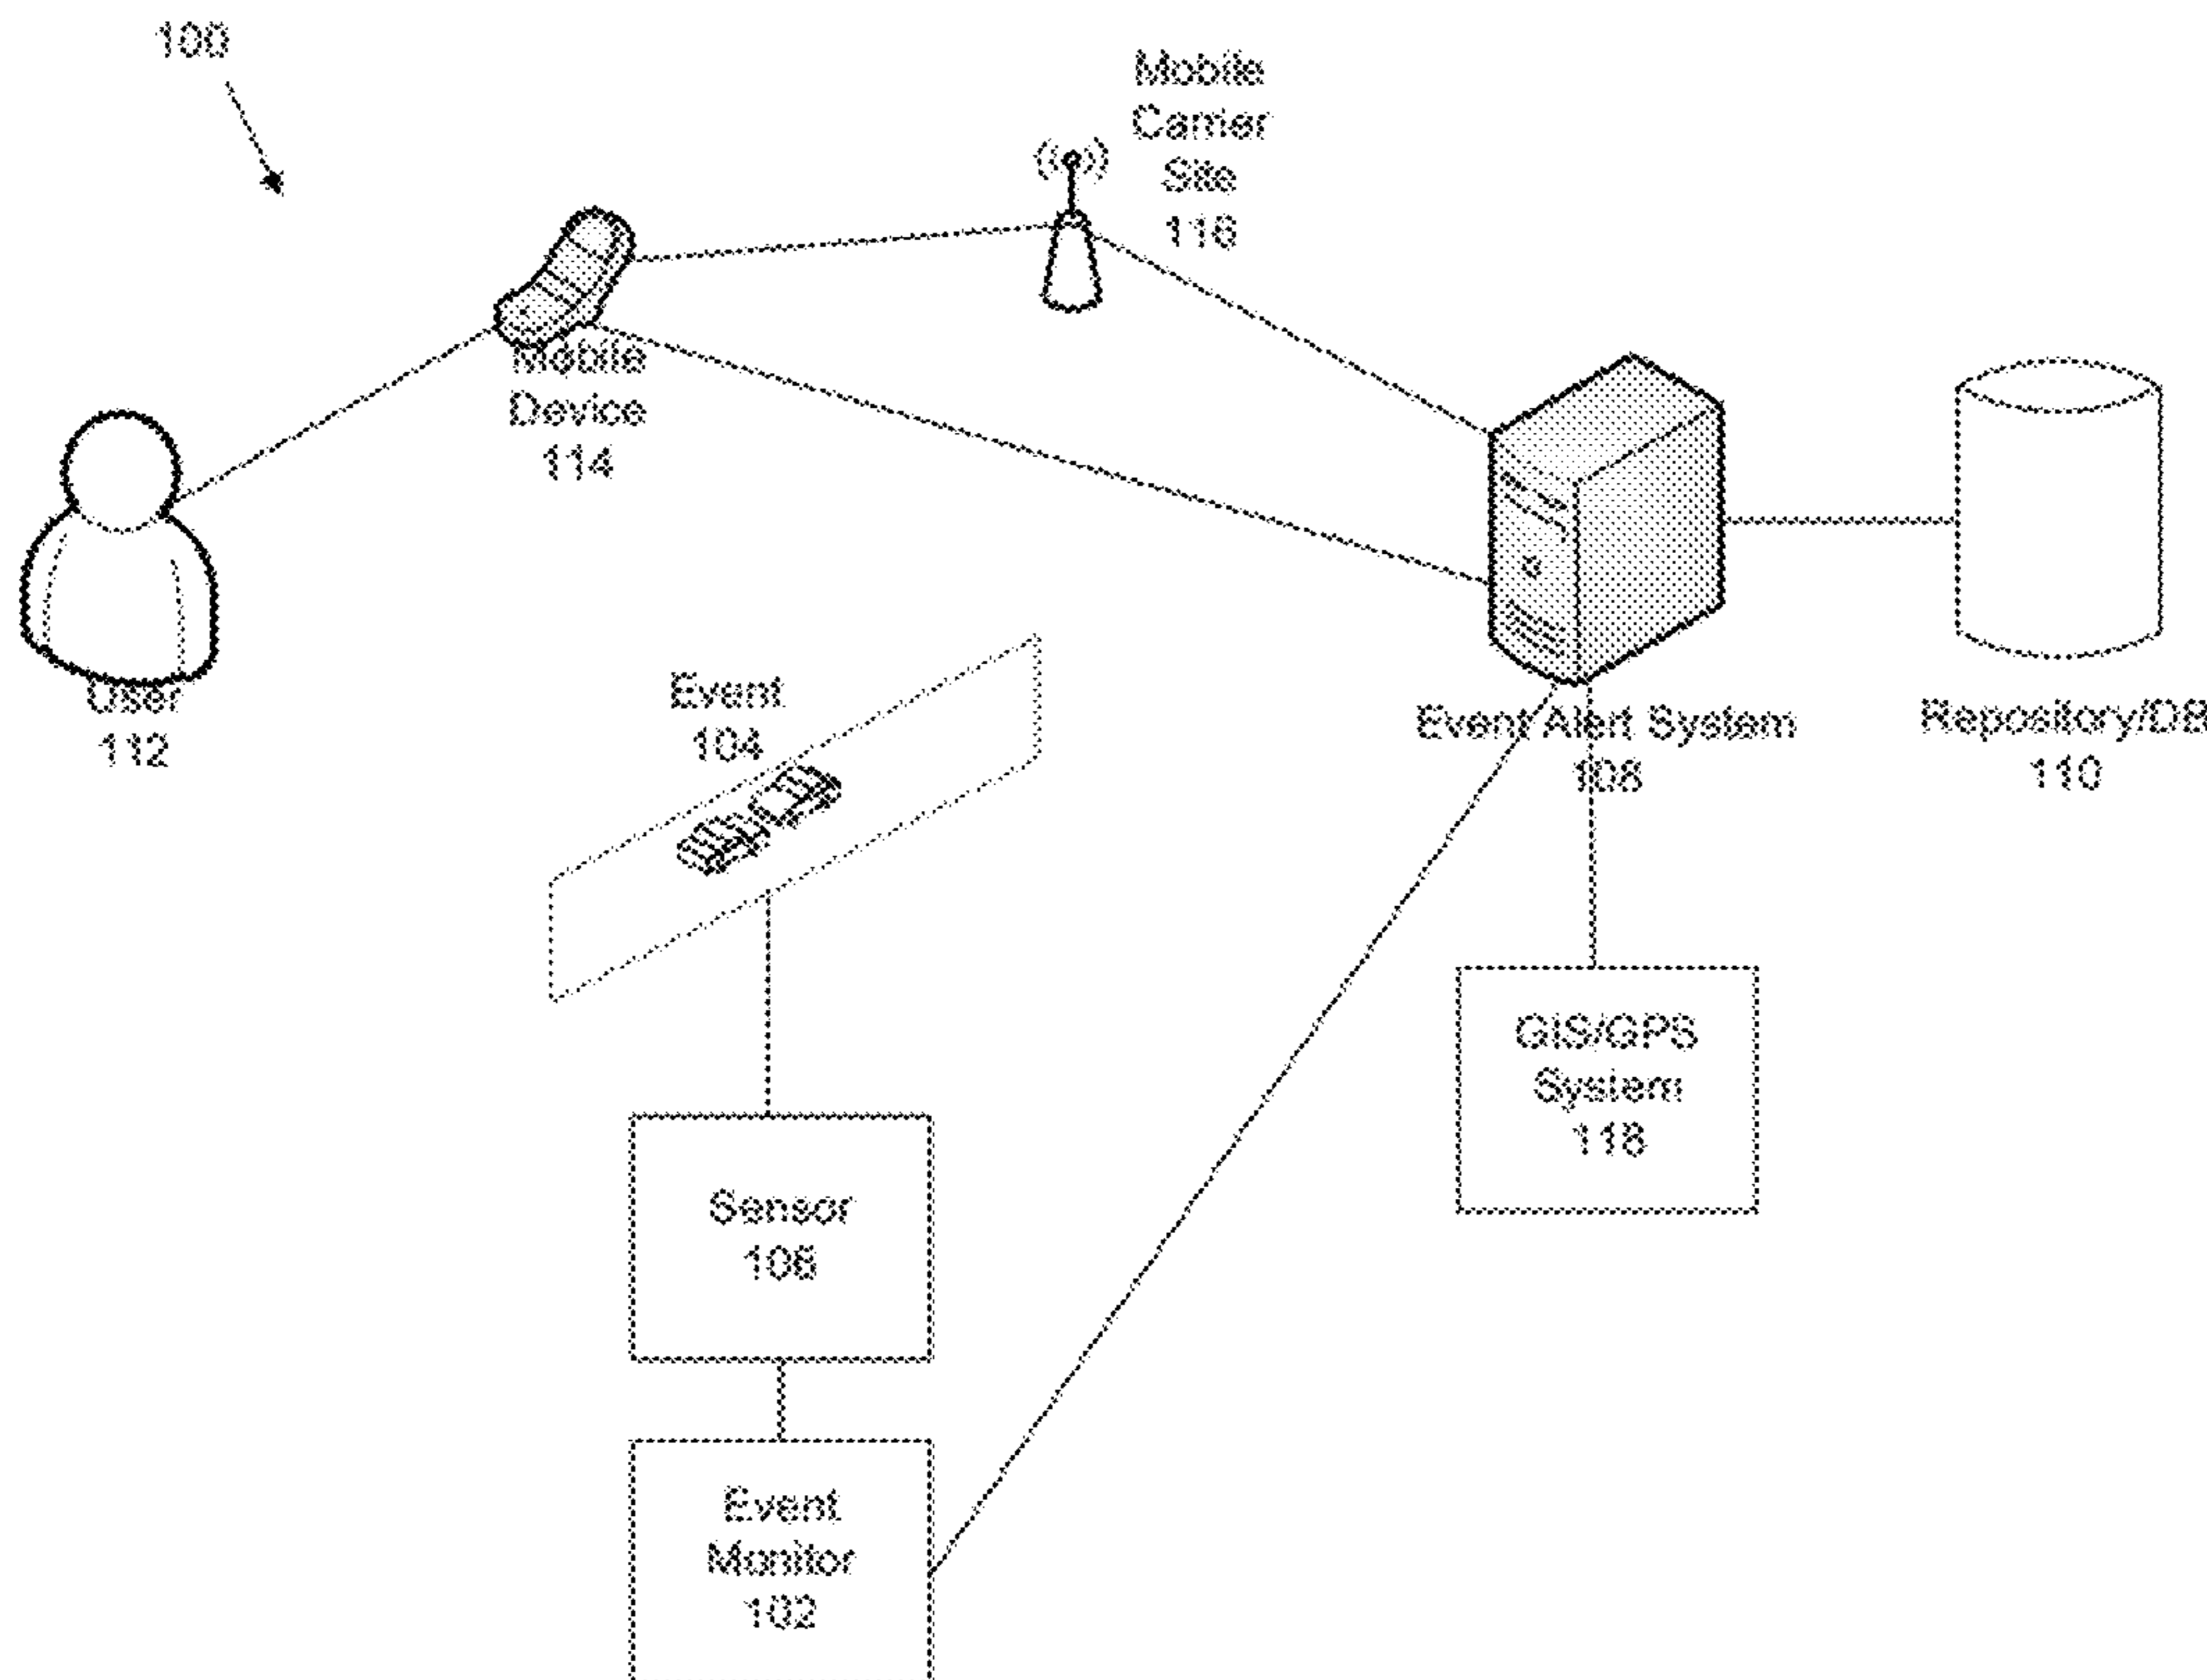 100
Mobile
Carrier
Site
116
Mobile
Device
114
User
112
Event
104
Event Alert System
108
Repository/DB
110
GIS/GPS
System
118
Sensor
106
Event
Monitor
102